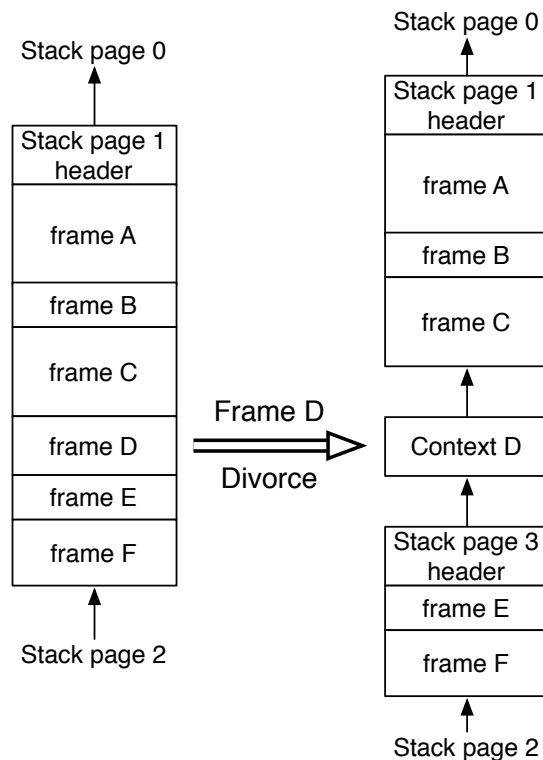 Stack page 0
Stack page 1
header
frame A
frame B
frame C
frame D
frame E
frame F
Stack page 2
Frame D
Divorce
Stack page 0
Stack page 1
header
frame A
frame B
frame C
Context D
Stack page 3
header
frame E
frame F
Stack page 2